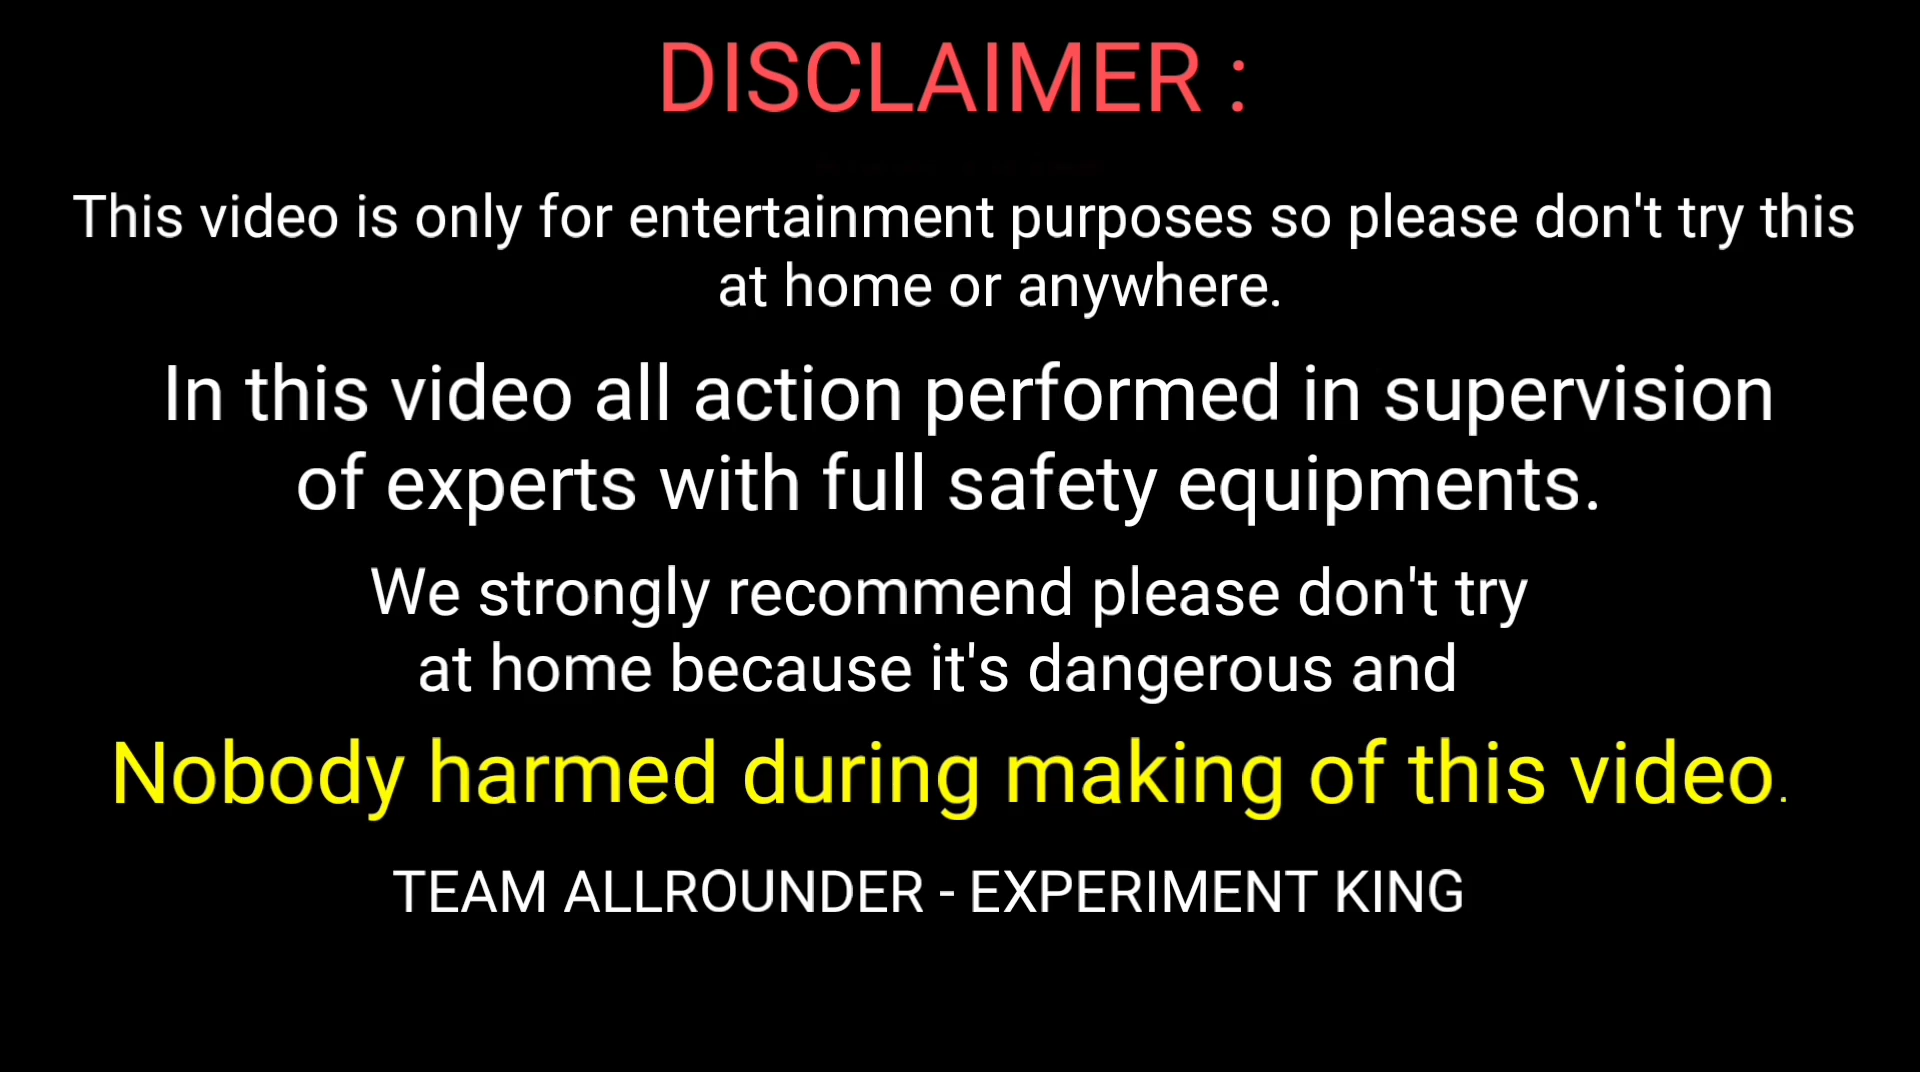 DISCLAIMER :
This video is only for entertainment purposes so please don't try this
at home or anywhere.
In this video all action performed in supervision
of experts with full safety equipments.
We strongly recommend please don't try
at home because it's dangerous and
Nobody harmed during making of this video.
TEAM ALLROUNDER - EXPERIMENT KING